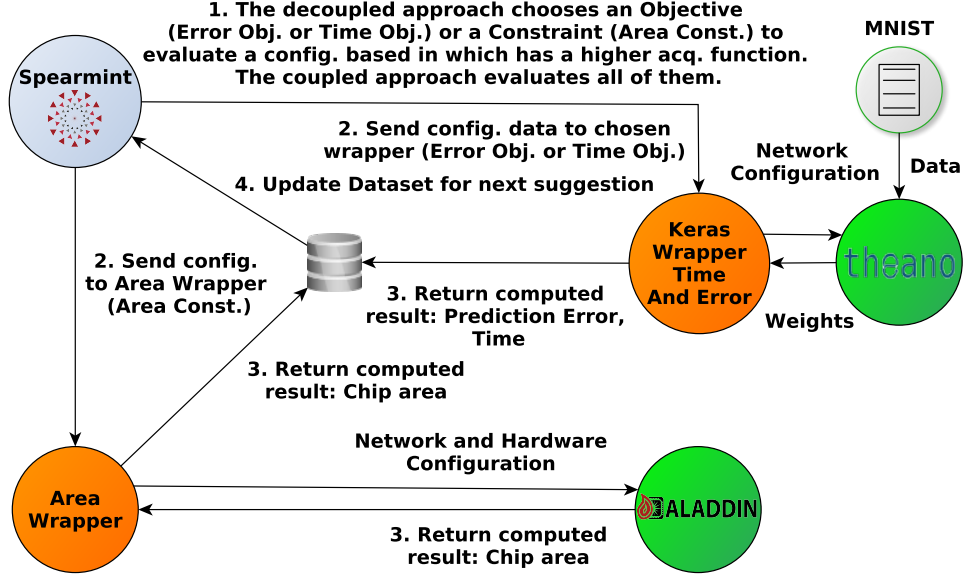 1. The decoupled approach chooses an Objective
(Error Obj. or Time Obj.) or a Constraint (Area Const.) to
evaluate a config. based in which has a higher acq. function.
The coupled approach evaluates all of them.
MNIST
Spearmint
2. Send config. data to chosen
wrapper (Error Obj. or Time Obj.)
Network
Configuration
Data
4. Update Dataset for next suggestion
Keras
Wrapper
Time
And Error
theano
2. Send config.
to Area Wrapper
(Area Const.)
3. Return computed
result: Prediction Error,
Time
Weights
3. Return computed
result: Chip area
Network and Hardware
Configuration
Area
Wrapper
ALADDIN
3. Return computed
result: Chip area